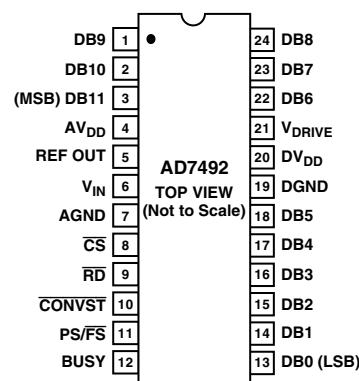 DB9 1 24 DB8
DB10 2 23 DB7
(MSB) DB11 3 22 DB6
AVDD 4 21 VDRIVE
REF OUT 5 20 DVDD
VIN 6 19 DGND
AGND 7 18 DB5
CS 8 17 DB4
RD 9 16 DB3
CONVST 10 15 DB2
PS/FS 11 14 DB1
BUSY 12 13 DB0 (LSB)
AD7492
TOP VIEW
(Not to Scale)